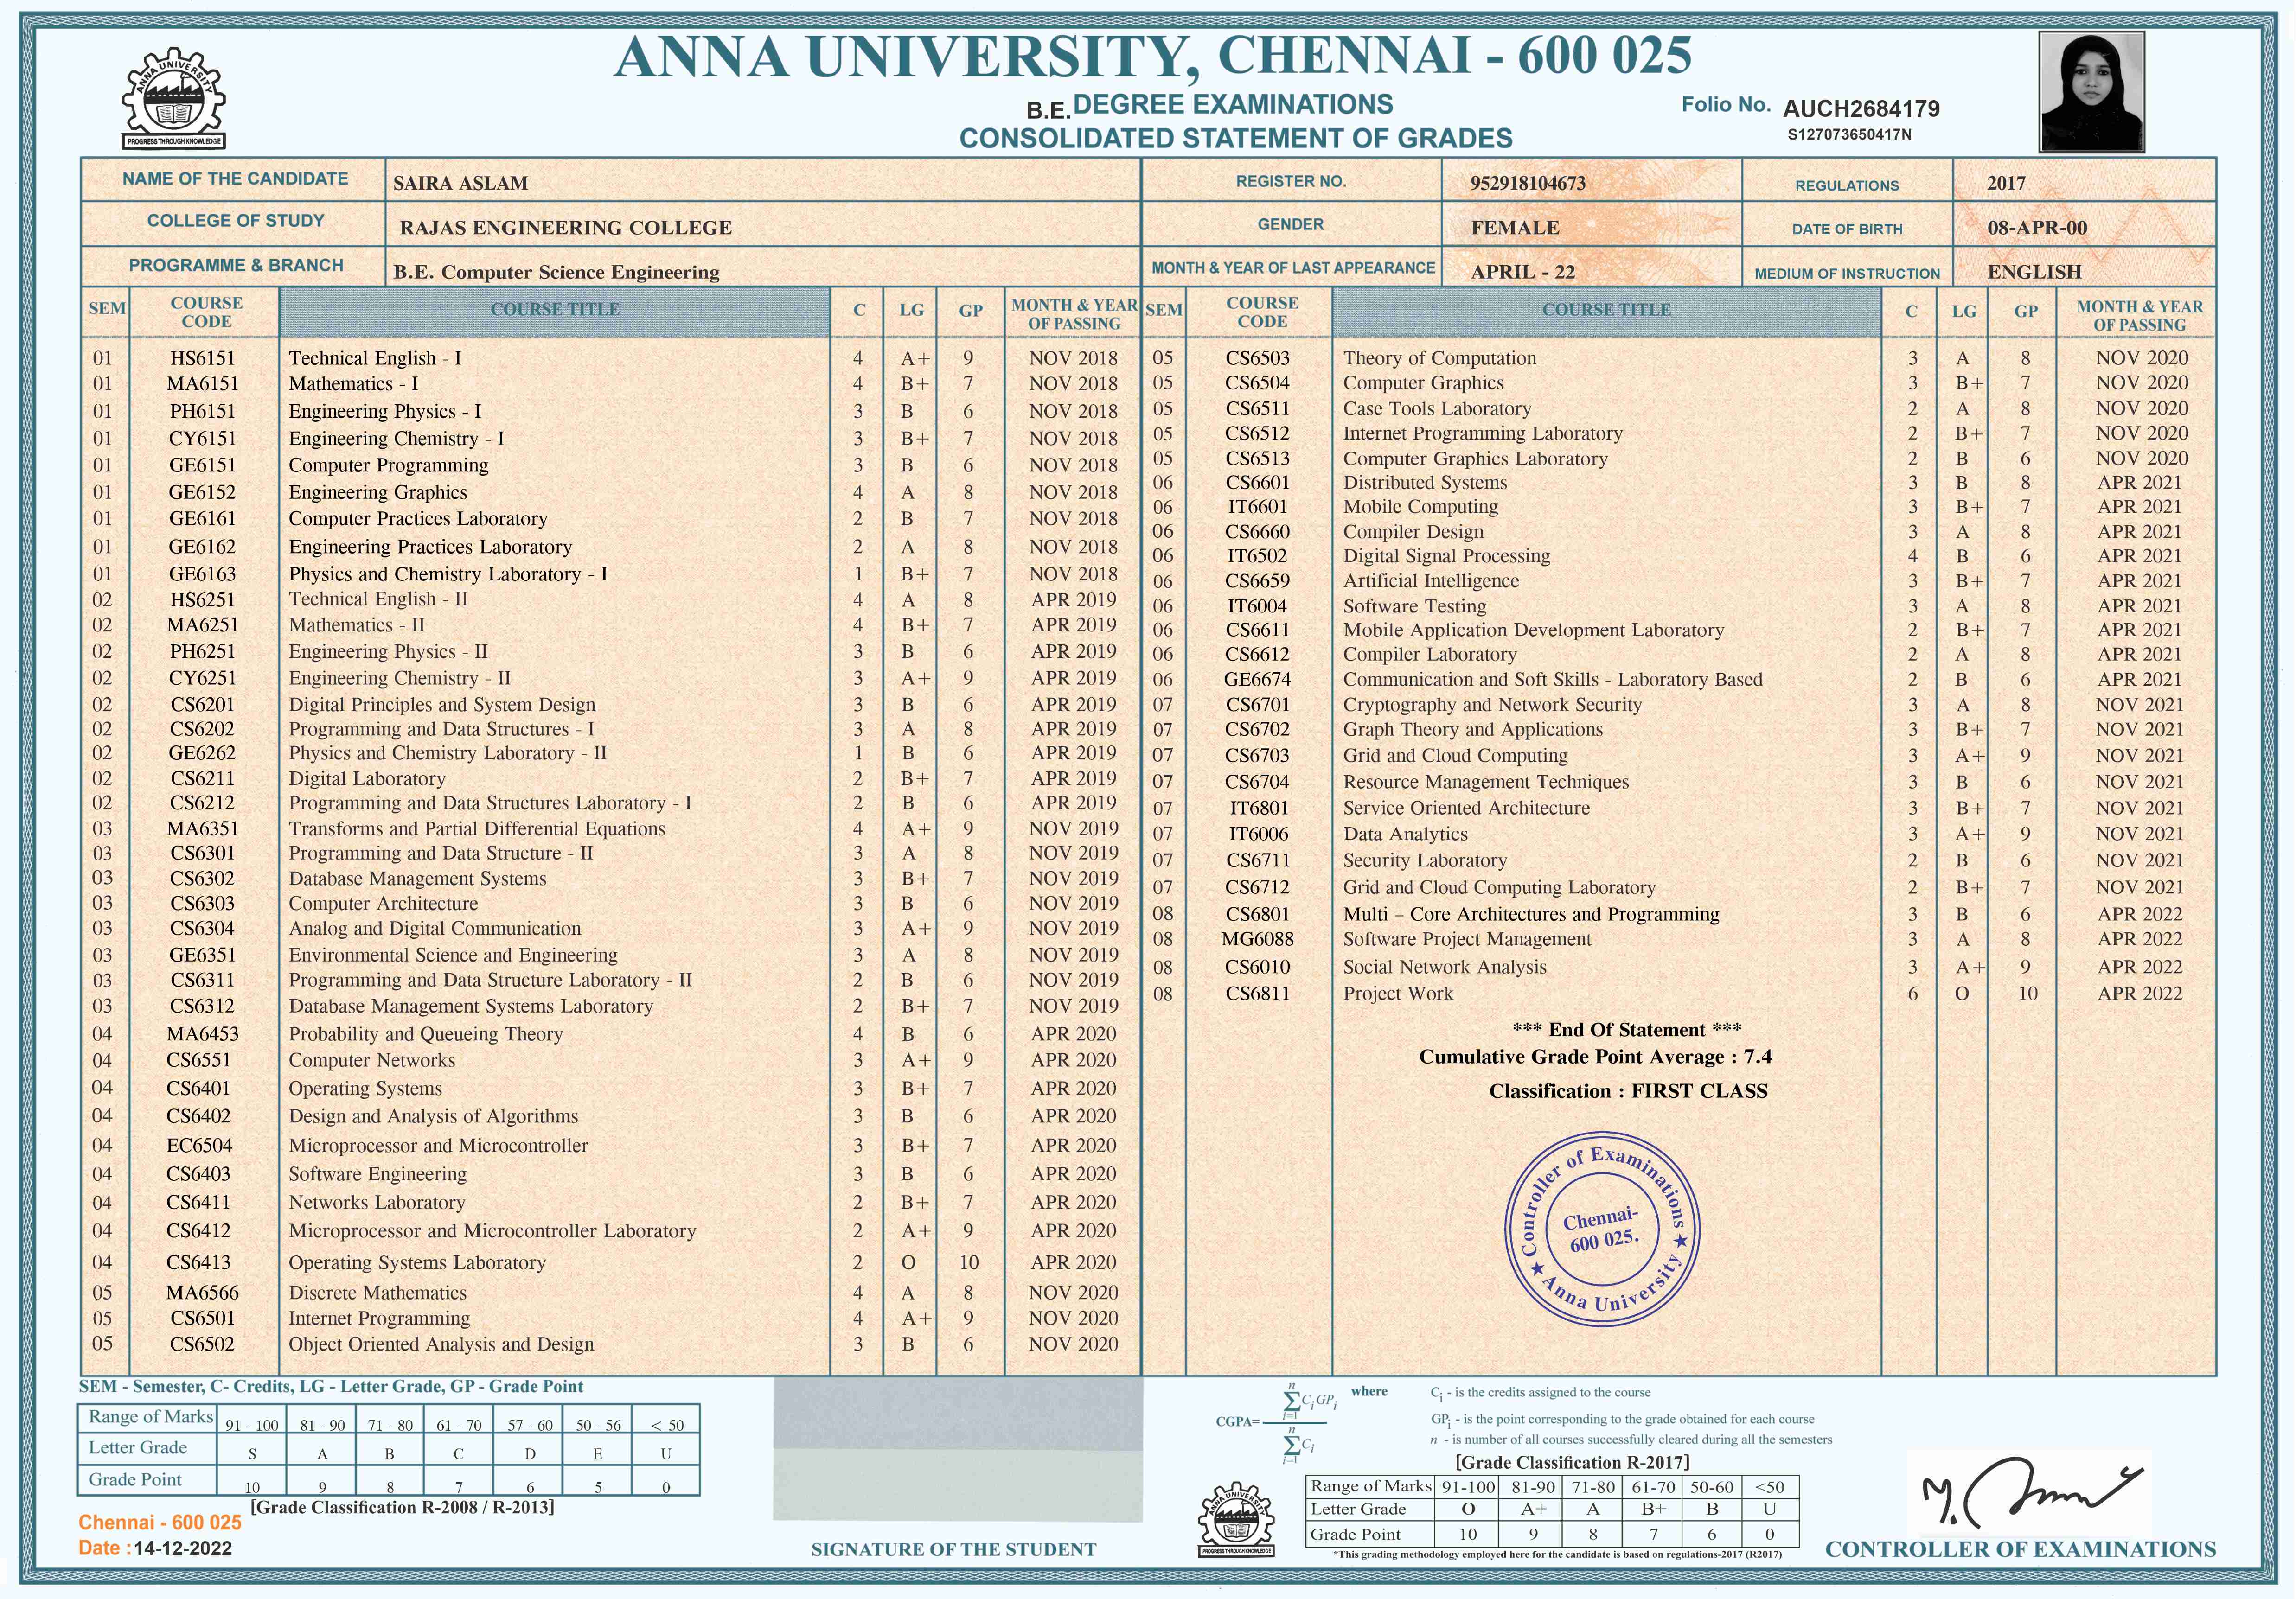 ANNA UNIVERSITY, CHENNAI - 600 025
B.E. DEGREE EXAMINATIONS
CONSOLIDATED STATEMENT OF GRADES
Folio No. AUCH2684179
S127073650417N
ANNA UNIVERSITY
PROGRESS THROUGH KNOWLEDGE
NAME OF THE CANDIDATE SAIRA ASLAM REGISTER NO. 952918104673 REGULATIONS 2017
COLLEGE OF STUDY RAJAS ENGINEERING COLLEGE GENDER FEMALE DATE OF BIRTH 08-APR-00
PROGRAMME & BRANCH B.E. Computer Science Engineering MONTH & YEAR OF LAST APPEARANCE APRIL - 22 MEDIUM OF INSTRUCTION ENGLISH
SEM COURSE CODE COURSE TITLE C LG GP MONTH & YEAR OF PASSING
01 HS6151 Technical English - I 4 A+ 9 NOV 2018
01 MA6151 Mathematics - I 4 B+ 7 NOV 2018
01 PH6151 Engineering Physics - I 3 B 6 NOV 2018
01 CY6151 Engineering Chemistry - I 3 B+ 7 NOV 2018
01 GE6151 Computer Programming 3 B 6 NOV 2018
01 GE6152 Engineering Graphics 4 A 8 NOV 2018
01 GE6161 Computer Practices Laboratory 2 B 7 NOV 2018
01 GE6162 Engineering Practices Laboratory 2 A 8 NOV 2018
01 GE6163 Physics and Chemistry Laboratory - I 1 B+ 7 NOV 2018
02 HS6251 Technical English - II 4 A 8 APR 2019
02 MA6251 Mathematics - II 4 B+ 7 APR 2019
02 PH6251 Engineering Physics - II 3 B 6 APR 2019
02 CY6251 Engineering Chemistry - II 3 A+ 9 APR 2019
02 CS6201 Digital Principles and System Design 3 B 6 APR 2019
02 CS6202 Programming and Data Structures - I 3 A 8 APR 2019
02 GE6262 Physics and Chemistry Laboratory - II 1 B 6 APR 2019
02 CS6211 Digital Laboratory 2 B+ 7 APR 2019
02 CS6212 Programming and Data Structures Laboratory - I 2 B 6 APR 2019
03 MA6351 Transforms and Partial Differential Equations 4 A+ 9 NOV 2019
03 CS6301 Programming and Data Structure - II 3 A 8 NOV 2019
03 CS6302 Database Management Systems 3 B+ 7 NOV 2019
03 CS6303 Computer Architecture 3 B 6 NOV 2019
03 CS6304 Analog and Digital Communication 3 A+ 9 NOV 2019
03 GE6351 Environmental Science and Engineering 3 A 8 NOV 2019
03 CS6311 Programming and Data Structure Laboratory - II 2 B 6 NOV 2019
03 CS6312 Database Management Systems Laboratory 2 B+ 7 NOV 2019
04 MA6453 Probability and Queueing Theory 4 B 6 APR 2020
04 CS6551 Computer Networks 3 A+ 9 APR 2020
04 CS6401 Operating Systems 3 B+ 7 APR 2020
04 CS6402 Design and Analysis of Algorithms 3 B 6 APR 2020
04 EC6504 Microprocessor and Microcontroller 3 B+ 7 APR 2020
04 CS6403 Software Engineering 3 B 6 APR 2020
04 CS6411 Networks Laboratory 2 B+ 7 APR 2020
04 CS6412 Microprocessor and Microcontroller Laboratory 2 A+ 9 APR 2020
04 CS6413 Operating Systems Laboratory 2 O 10 APR 2020
05 MA6566 Discrete Mathematics 4 A 8 NOV 2020
05 CS6501 Internet Programming 4 A+ 9 NOV 2020
05 CS6502 Object Oriented Analysis and Design 3 B 6 NOV 2020
SEM COURSE CODE COURSE TITLE C LG GP MONTH & YEAR OF PASSING
05 CS6503 Theory of Computation 3 A 8 NOV 2020
05 CS6504 Computer Graphics 3 B+ 7 NOV 2020
05 CS6511 Case Tools Laboratory 2 A 8 NOV 2020
05 CS6512 Internet Programming Laboratory 2 B+ 7 NOV 2020
05 CS6513 Computer Graphics Laboratory 2 B 6 NOV 2020
06 CS6601 Distributed Systems 3 B 8 APR 2021
06 IT6601 Mobile Computing 3 B+ 7 APR 2021
06 CS6660 Compiler Design 3 A 8 APR 2021
06 IT6502 Digital Signal Processing 4 B 6 APR 2021
06 CS6659 Artificial Intelligence 3 B+ 7 APR 2021
06 IT6004 Software Testing 3 A 8 APR 2021
06 CS6611 Mobile Application Development Laboratory 2 B+ 7 APR 2021
06 CS6612 Compiler Laboratory 2 A 8 APR 2021
06 GE6674 Communication and Soft Skills - Laboratory Based 2 B 6 APR 2021
07 CS6701 Cryptography and Network Security 3 A 8 NOV 2021
07 CS6702 Graph Theory and Applications 3 B+ 7 NOV 2021
07 CS6703 Grid and Cloud Computing 3 A+ 9 NOV 2021
07 CS6704 Resource Management Techniques 3 B 6 NOV 2021
07 IT6801 Service Oriented Architecture 3 B+ 7 NOV 2021
07 IT6006 Data Analytics 3 A+ 9 NOV 2021
07 CS6711 Security Laboratory 2 B 6 NOV 2021
07 CS6712 Grid and Cloud Computing Laboratory 2 B+ 7 NOV 2021
08 CS6801 Multi – Core Architectures and Programming 3 B 6 APR 2022
08 MG6088 Software Project Management 3 A 8 APR 2022
08 CS6010 Social Network Analysis 3 A+ 9 APR 2022
08 CS6811 Project Work 6 O 10 APR 2022
*** End Of Statement ***
Cumulative Grade Point Average : 7.4
Classification : FIRST CLASS
Controller of Examinations ★ Anna University ★
Chennai-
600 025.
SEM - Semester, C- Credits, LG - Letter Grade, GP - Grade Point
Range of Marks 91 - 100 81 - 90 71 - 80 61 - 70 57 - 60 50 - 56 < 50
Letter Grade S A B C D E U
Grade Point 10 9 8 7 6 5 0
[Grade Classification R-2008 / R-2013]
Chennai - 600 025
Date : 14-12-2022
SIGNATURE OF THE STUDENT
CGPA= n ∑ i=1 Ci GPi / n ∑ i=1 Ci where
Ci - is the credits assigned to the course
GPi - is the point corresponding to the grade obtained for each course
n - is number of all courses successfully cleared during all the semesters
[Grade Classification R-2017]
Range of Marks 91-100 81-90 71-80 61-70 50-60 <50
Letter Grade O A+ A B+ B U
Grade Point 10 9 8 7 6 0
*This grading methodology employed here for the candidate is based on regulations-2017 (R2017)
ANNA UNIVERSITY
PROGRESS THROUGH KNOWLEDGE
CONTROLLER OF EXAMINATIONS